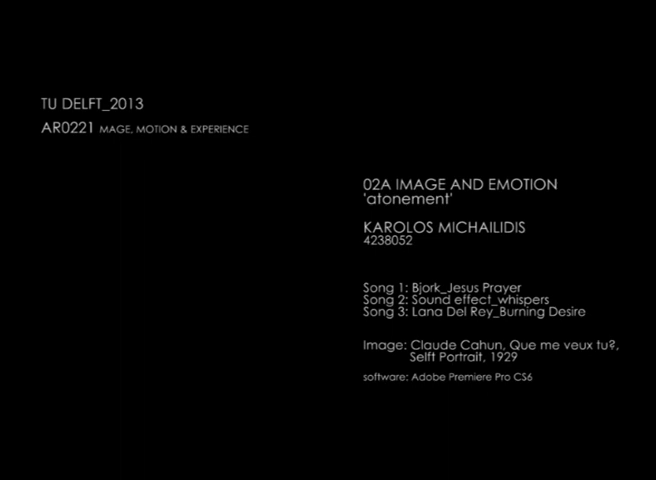 TU DELFT_2013
AR0221 MAGE, MOTION & EXPERIENCE
02A IMAGE AND EMOTION
'atonement'
KAROLOS MICHAILIDIS
4238052
Song 1: Bjork_Jesus Prayer
Song 2: Sound effect_whispers
Song 3: Lana Del Rey_Burning Desire
Image: Claude Cahun, Que me veux tu?,
Selft Portrait, 1929
software: Adobe Premiere Pro CS6